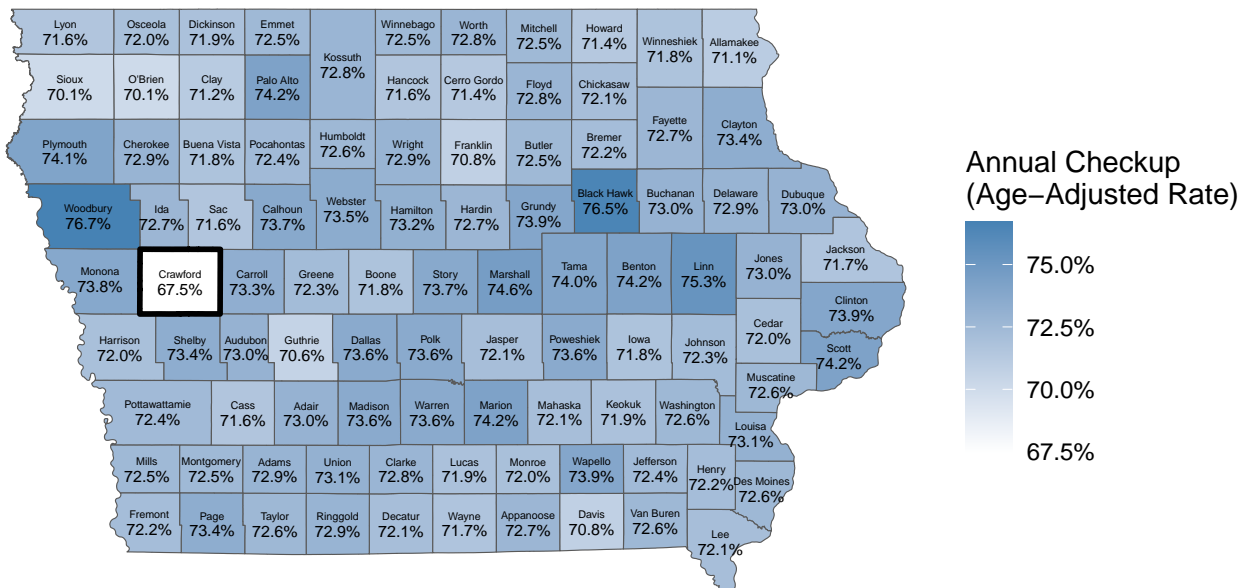 Lyon
71.6%
Osceola
72.0%
Dickinson
71.9%
Emmet
72.5%
Kossuth
72.8%
Winnebago
72.5%
Worth
72.8%
Mitchell
72.5%
Howard
71.4%
Winneshiek
71.8%
Allamakee
71.1%
Sioux
70.1%
O'Brien
70.1%
Clay
71.2%
Palo Alto
74.2%
Hancock
71.6%
Cerro Gordo
71.4%
Floyd
72.8%
Chickasaw
72.1%
Fayette
72.7%
Clayton
73.4%
Plymouth
74.1%
Cherokee
72.9%
Buena Vista
71.8%
Pocahontas
72.4%
Humboldt
72.6%
Wright
72.9%
Franklin
70.8%
Butler
72.5%
Bremer
72.2%
Woodbury
76.7%
Ida
72.7%
Sac
71.6%
Calhoun
73.7%
Webster
73.5%
Hamilton
73.2%
Hardin
72.7%
Grundy
73.9%
Black Hawk
76.5%
Buchanan
73.0%
Delaware
72.9%
Dubuque
73.0%
Monona
73.8%
Crawford
67.5%
Carroll
73.3%
Greene
72.3%
Boone
71.8%
Story
73.7%
Marshall
74.6%
Tama
74.0%
Benton
74.2%
Linn
75.3%
Jones
73.0%
Jackson
71.7%
Clinton
73.9%
Harrison
72.0%
Shelby
73.4%
Audubon
73.0%
Guthrie
70.6%
Dallas
73.6%
Polk
73.6%
Jasper
72.1%
Poweshiek
73.6%
Iowa
71.8%
Johnson
72.3%
Cedar
72.0%
Scott
74.2%
Muscatine
72.6%
Pottawattamie
72.4%
Cass
71.6%
Adair
73.0%
Madison
73.6%
Warren
73.6%
Marion
74.2%
Mahaska
72.1%
Keokuk
71.9%
Washington
72.6%
Louisa
73.1%
Mills
72.5%
Montgomery
72.5%
Adams
72.9%
Union
73.1%
Clarke
72.8%
Lucas
71.9%
Monroe
72.0%
Wapello
73.9%
Jefferson
72.4%
Henry
72.2%
Des Moines
72.6%
Fremont
72.2%
Page
73.4%
Taylor
72.6%
Ringgold
72.9%
Decatur
72.1%
Wayne
71.7%
Appanoose
72.7%
Davis
70.8%
Van Buren
72.6%
Lee
72.1%
Annual Checkup
(Age−Adjusted Rate)
75.0%
72.5%
70.0%
67.5%